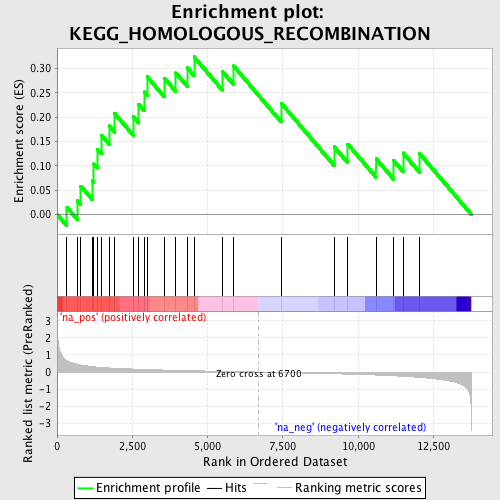 Enrichment plot:
KEGG_HOMOLOGOUS_RECOMBINATION
Enrichment score (ES)
0.30
0.25
0.20
0.15
0.10
0.05
0.00
'na_pos' (positively correlated)
Ranked list metric (PreRanked)
3
2
1
0
-1
-2
-3
Zero cross at 6700
'na_neg' (negatively correlated)
0
2,500
5,000
7,500
10,000
12,500
Rank in Ordered Dataset
Enrichment profile
Hits
Ranking metric scores